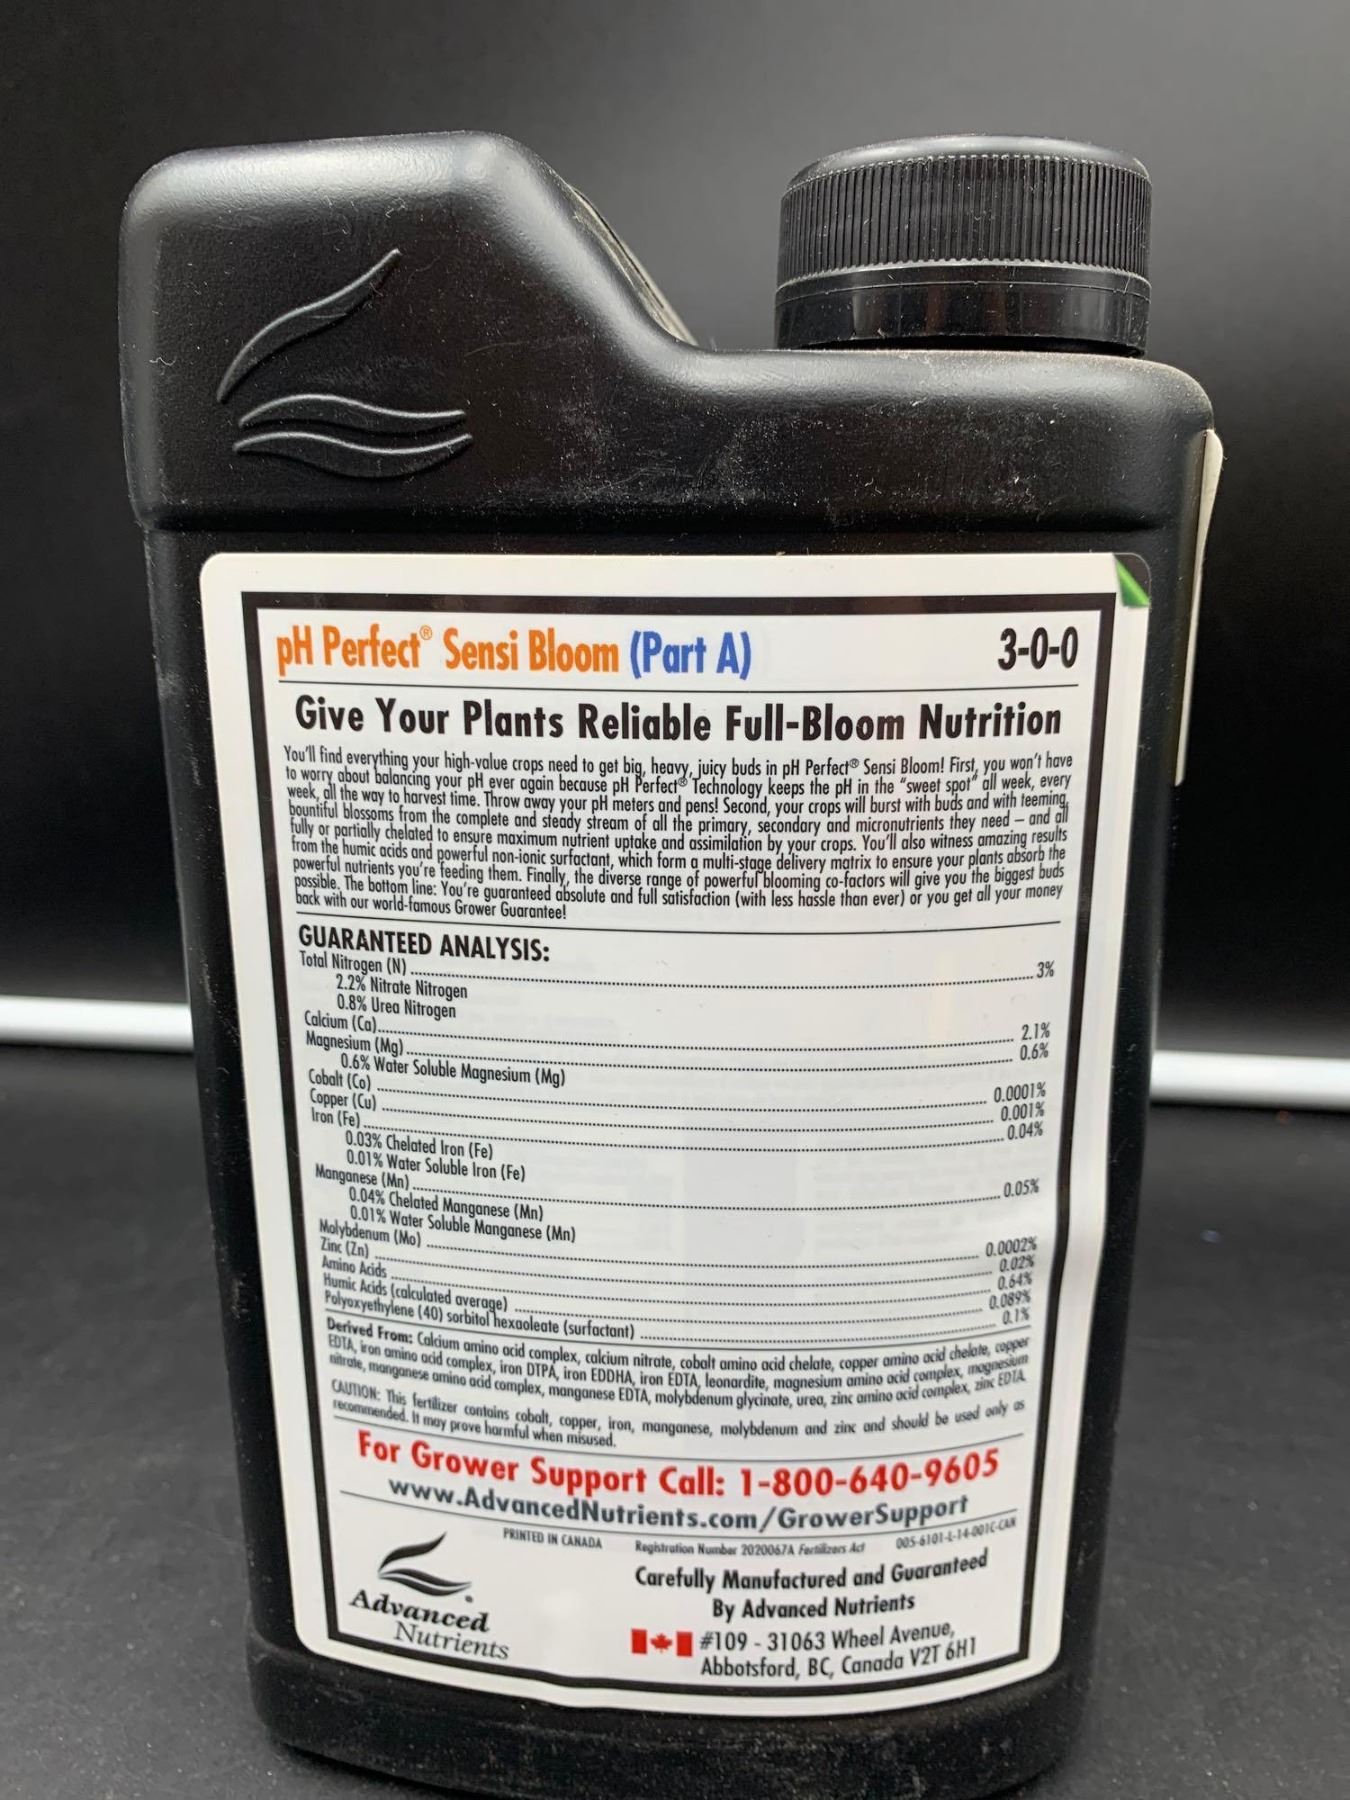 pH Perfect® Sensi Bloom (Part A) 3-0-0
Give Your Plants Reliable Full-Bloom Nutrition
You'll find everything your high-value crops need to get big, heavy, juicy buds in pH Perfect® Sensi Bloom! First, you won't have
to worry about balancing your pH ever again because pH Perfect® Technology keeps the pH in the "sweet spot" all week, every
week, all the way to harvest time. Throw away your pH meters and pens! Second, your crops will burst with buds and with teeming,
bountiful blossoms from the complete and steady stream of all the primary, secondary and micronutrients they need – and all
fully or partially chelated to ensure maximum nutrient uptake and assimilation by your crops. You'll also witness amazing results
from the humic acids and powerful non-ionic surfactant, which form a multi-stage delivery matrix to ensure your plants absorb the
powerful nutrients you're feeding them. Finally, the diverse range of powerful blooming co-factors will give you the biggest buds
possible. The bottom line: You're guaranteed absolute and full satisfaction (with less hassle than ever) or you get all your money
back with our world-famous Grower Guarantee!
GUARANTEED ANALYSIS:
Total Nitrogen (N) 3%
2.2% Nitrate Nitrogen
0.8% Urea Nitrogen
Calcium (Ca) 2.1%
Magnesium (Mg) 0.6%
0.6% Water Soluble Magnesium (Mg)
Cobalt (Co) 0.0001%
Copper (Cu) 0.001%
Iron (Fe) 0.04%
0.03% Chelated Iron (Fe)
0.01% Water Soluble Iron (Fe)
Manganese (Mn) 0.05%
0.04% Chelated Manganese (Mn)
0.01% Water Soluble Manganese (Mn)
Molybdenum (Mo) 0.0002%
Zinc (Zn) 0.02%
Amino Acids 0.64%
Humic Acids (calculated average) 0.089%
Polyoxyethylene (40) sorbitol hexaoleate (surfactant) 0.1%
Derived From: Calcium amino acid complex, calcium nitrate, cobalt amino acid chelate, copper amino acid chelate, copper
EDTA, iron amino acid complex, iron DTPA, iron EDDHA, iron EDTA, leonardite, magnesium amino acid complex, magnesium
nitrate, manganese amino acid complex, manganese EDTA, molybdenum glycinate, urea, zinc amino acid complex, zinc EDTA.
CAUTION: This fertilizer contains cobalt, copper, iron, manganese, molybdenum and zinc and should be used only as
recommended. It may prove harmful when misused.
For Grower Support Call: 1-800-640-9605
www.AdvancedNutrients.com/GrowerSupport
PRINTED IN CANADA Registration Number 2020067A Fertilizers Act 005-6101-L-14-001C-CAN
Advanced
Nutrients
Carefully Manufactured and Guaranteed
By Advanced Nutrients
#109 - 31063 Wheel Avenue,
Abbotsford, BC, Canada V2T 6H1